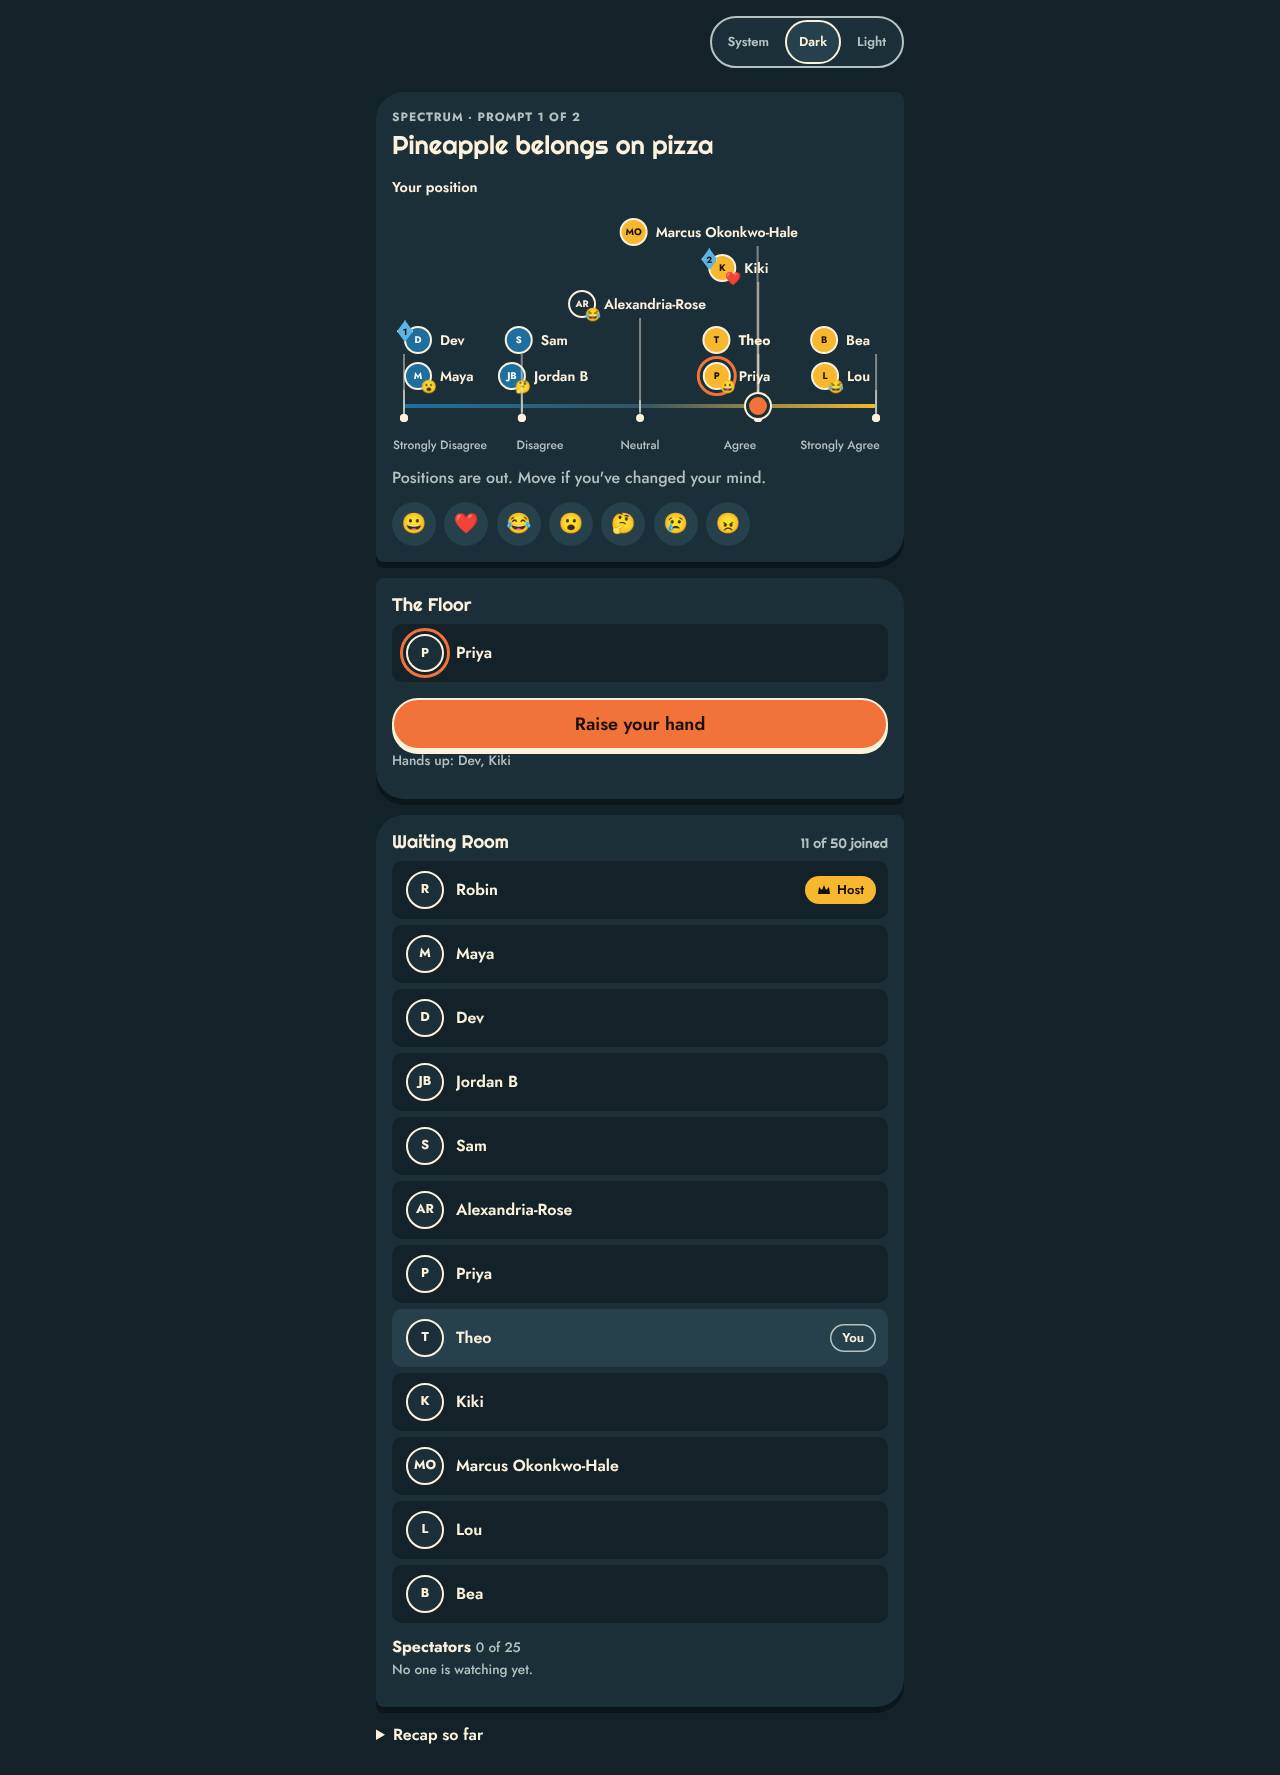 System Dark Light
SPECTRUM · PROMPT 1 OF 2
Pineapple belongs on pizza
Your position
MO Marcus Okonkwo-Hale
2 K Kiki
AR Alexandria-Rose
1 D Dev S Sam T Theo B Bea
M Maya JB Jordan B P Priya L Lou
Strongly Disagree Disagree Neutral Agree Strongly Agree
Positions are out. Move if you've changed your mind.
The Floor
P Priya
Raise your hand
Hands up: Dev, Kiki
Waiting Room 11 of 50 joined
R Robin Host
M Maya
D Dev
JB Jordan B
S Sam
AR Alexandria-Rose
P Priya
T Theo You
K Kiki
MO Marcus Okonkwo-Hale
L Lou
B Bea
Spectators 0 of 25
No one is watching yet.
Recap so far